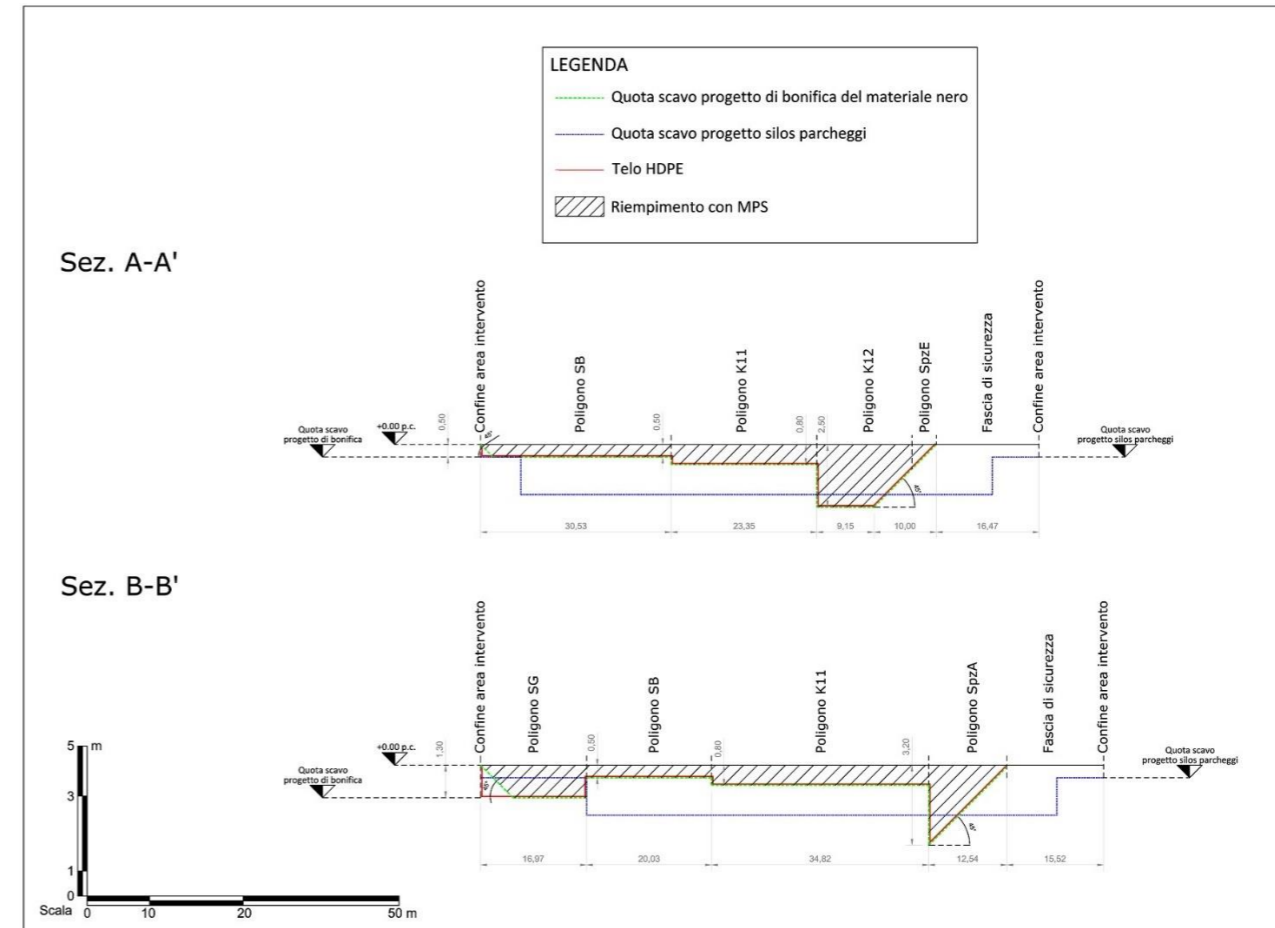 LEGENDA
Quota scavo progetto di bonifica del materiale nero
Quota scavo progetto silos parcheggi
Telo HDPE
Riempimento con MPS
Sez. A-A'
Confine area intervento
Poligono SB
Poligono K11
Poligono K12
Poligono SpzE
Fascia di sicurezza
Confine area intervento
Quota scavo
progetto di bonifica
+0.00 p.c.
0,50
45°
0,50
0,80
2,50
45°
Quota scavo
progetto silos parcheggi
30,53
23,35
9,15
10,00
16,47
Sez. B-B'
Confine area intervento
Poligono SG
Poligono SB
Poligono K11
Poligono SpzA
Fascia di sicurezza
Confine area intervento
Quota scavo
progetto di bonifica
+0.00 p.c.
1,30
45°
0,50
0,80
3,20
45°
Quota scavo
progetto silos parcheggi
16,97
20,03
34,82
12,54
15,52
5 m
3
1
0
Scala 0 10 20 50 m